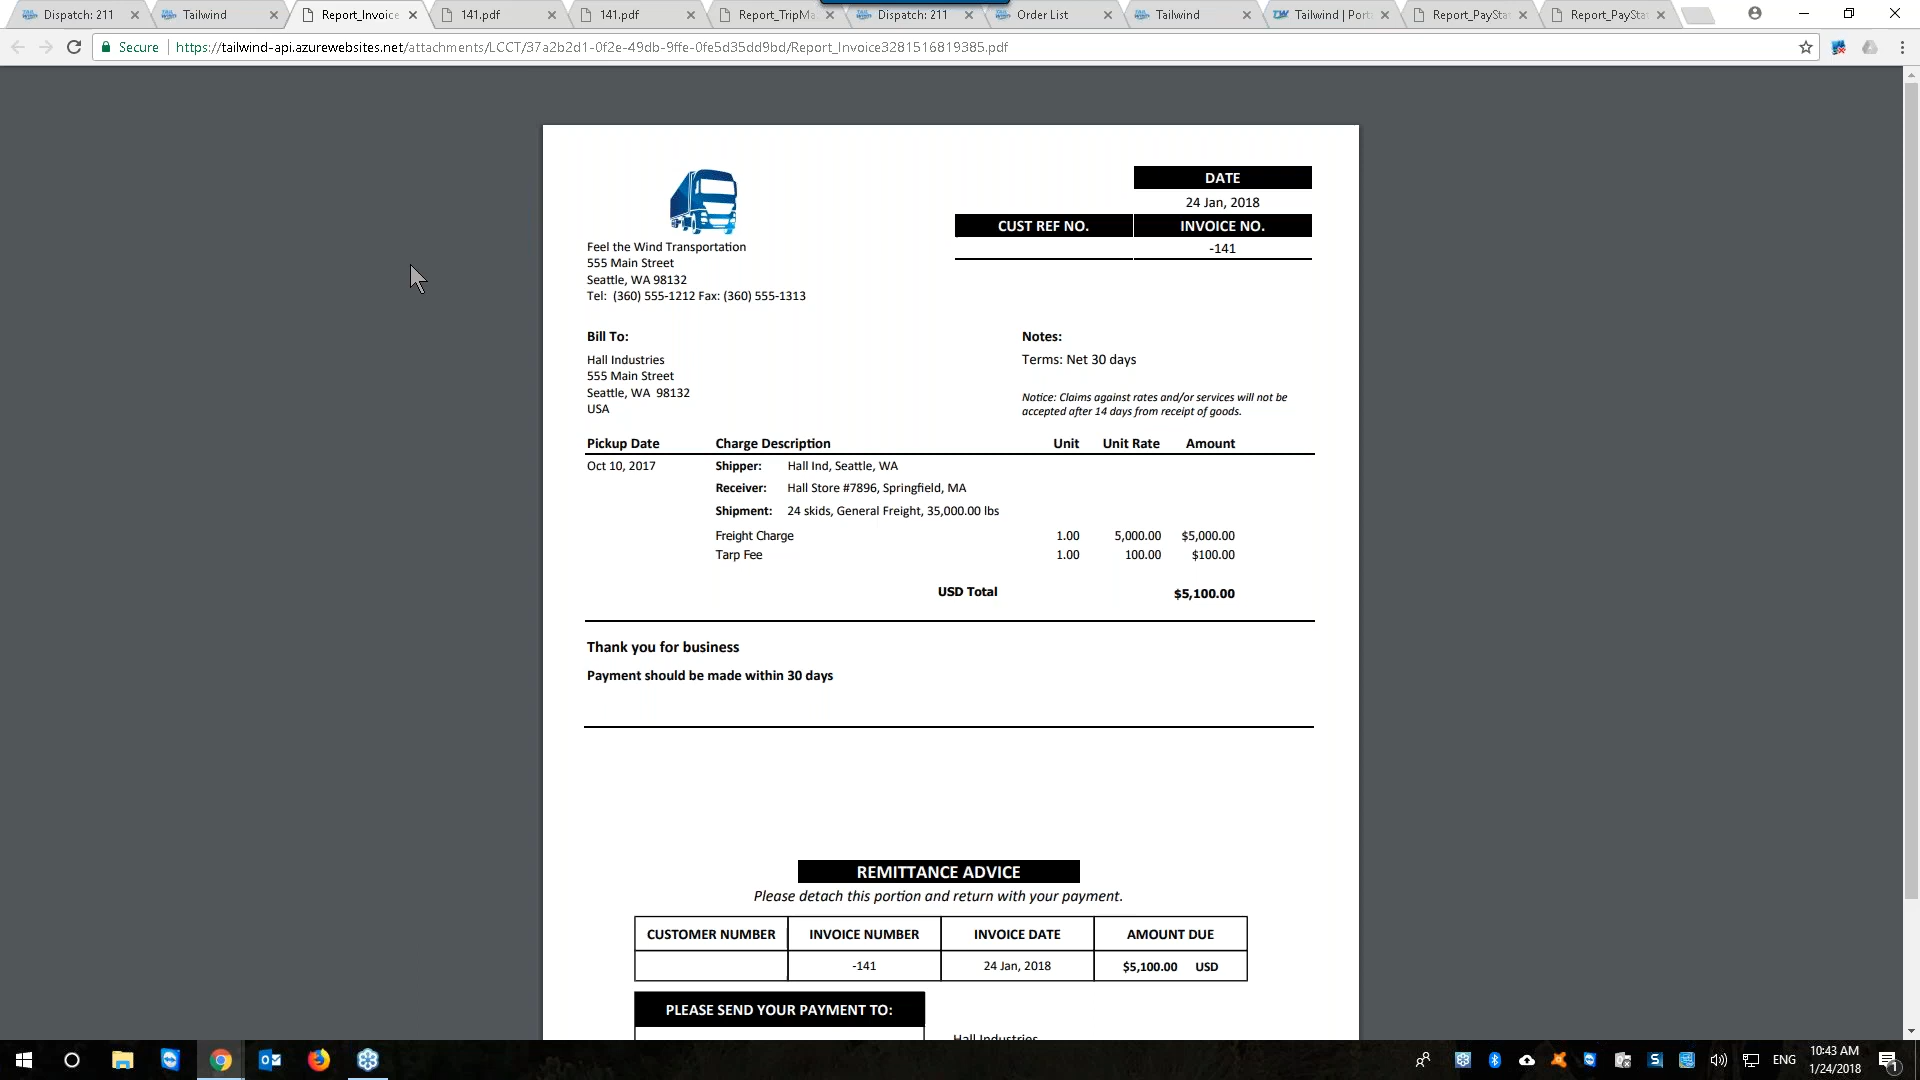 Dispatch: 211
Tailwind
Report_Invoice
141.pdf
141.pdf
Report_TripMa
Dispatch: 211
Order List
Tailwind
Tailwind | Port
Report_PaySta
Report_PaySta
Secure
https://tailwind-api.azurewebsites.net/attachments/LCCT/37a2b2d1-0f2e-49db-9ffe-0fe5d35dd9bd/Report_Invoice3281516819385.pdf
DATE
24 Jan, 2018
CUST REF NO. INVOICE NO.
-141
Feel the Wind Transportation
555 Main Street
Seattle, WA 98132
Tel: (360) 555-1212 Fax: (360) 555-1313
Bill To:
Hall Industries
555 Main Street
Seattle, WA 98132
USA
Notes:
Terms: Net 30 days
Notice: Claims against rates and/or services will not be
accepted after 14 days from receipt of goods.
Pickup Date Charge Description Unit Unit Rate Amount
Oct 10, 2017 Shipper: Hall Ind, Seattle, WA
Receiver: Hall Store #7896, Springfield, MA
Shipment: 24 skids, General Freight, 35,000.00 lbs
Freight Charge 1.00 5,000.00 $5,000.00
Tarp Fee 1.00 100.00 $100.00
USD Total $5,100.00
Thank you for business
Payment should be made within 30 days
REMITTANCE ADVICE
Please detach this portion and return with your payment.
CUSTOMER NUMBER INVOICE NUMBER INVOICE DATE AMOUNT DUE
-141 24 Jan, 2018 $5,100.00 USD
PLEASE SEND YOUR PAYMENT TO:
Hall Industries
ENG
10:43 AM
1/24/2018